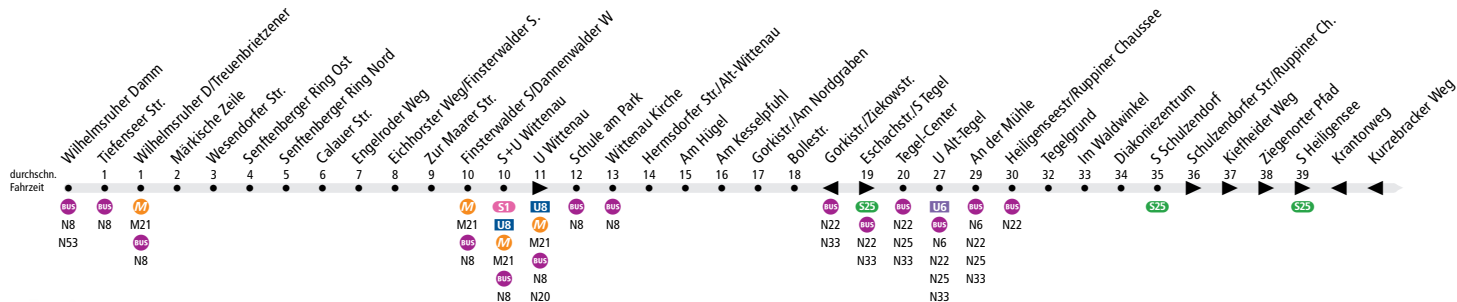 Wilhelmsruher Damm
Tiefenseer Str.
Wilhelmsruher D/Treuenbrietzener
Märkische Zeile
Wesendorfer Str.
Senftenberger Ring Ost
Senftenberger Ring Nord
Calauer Str.
Engelroder Weg
Eichhorster Weg/Finsterwalder S.
Zur Maarer Str.
Finsterwalder S/Dannenwalder W
S+U Wittenau
U Wittenau
Schule am Park
Wittenau Kirche
Hermsdorfer Str./Alt-Wittenau
Am Hügel
Am Kesselpfuhl
Gorkistr./Am Nordgraben
Bollestr.
Gorkistr./Ziekowstr.
Eschachstr./S Tegel
Tegel-Center
U Alt-Tegel
An der Mühle
Heiligenseestr/Ruppiner Chaussee
Tegelgrund
Im Waldwinkel
Diakoniezentrum
S Schulzendorf
Schulzendorfer Str./Ruppiner Ch.
Kiefheider Weg
Ziegenorter Pfad
S Heiligensee
Krantorweg
Kurzebracker Weg
durchschn. 1 1 2 3 4 5 6 7 8 9 10 10 11 12 13 14 15 16 17 18 19 20 27 29 30 32 33 34 35 36 37 38 39
Fahrzeit
BUS BUS M M S1 U8 BUS BUS BUS S25 BUS U6 BUS BUS S25 S25
N8 N8 M21 M21 U8 M N8 N8 N22 BUS N22 BUS N6 N22
N53 BUS BUS M M21 N33 N22 N25 N6 N22
N8 N8 M21 BUS N33 N33 N22 N25
BUS N8 N25 N33
N8 N20 N33